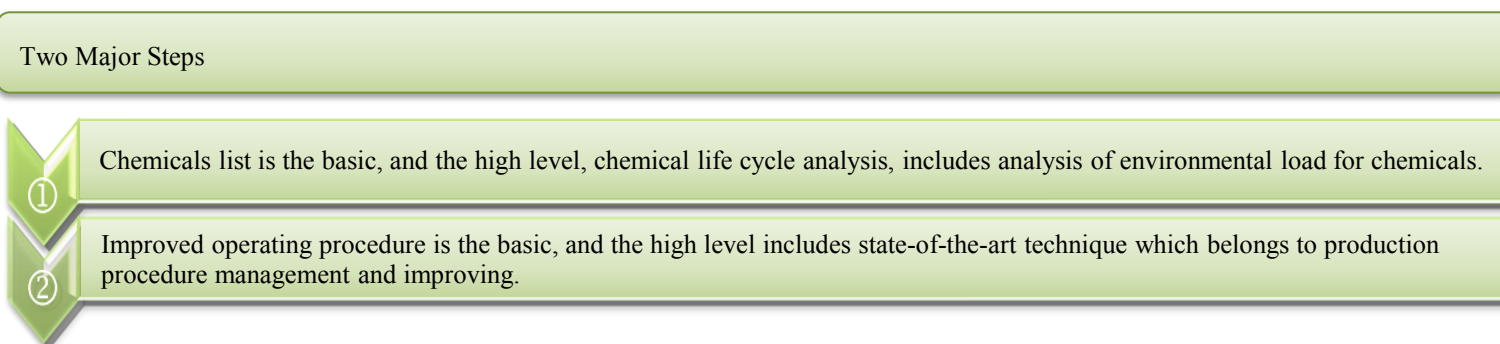 Two Major Steps
① Chemicals list is the basic, and the high level, chemical life cycle analysis, includes analysis of environmental load for chemicals.
② Improved operating procedure is the basic, and the high level includes state-of-the-art technique which belongs to production
procedure management and improving.